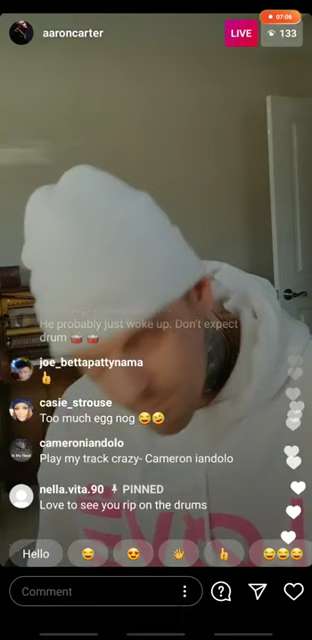 07:06
aaroncarter
LIVE
133
He probably just woke up. Don't expect
drum 🥁 🥁
joe_bettapattynama
👍
casie_strouse
Too much egg nog 😂🤣
cameroniandolo
Play my track crazy- Cameron iandolo
nella.vita.90 PINNED
Love to see you rip on the drums
Hello 😂 😍 👋 👍 😂😂😂
Comment